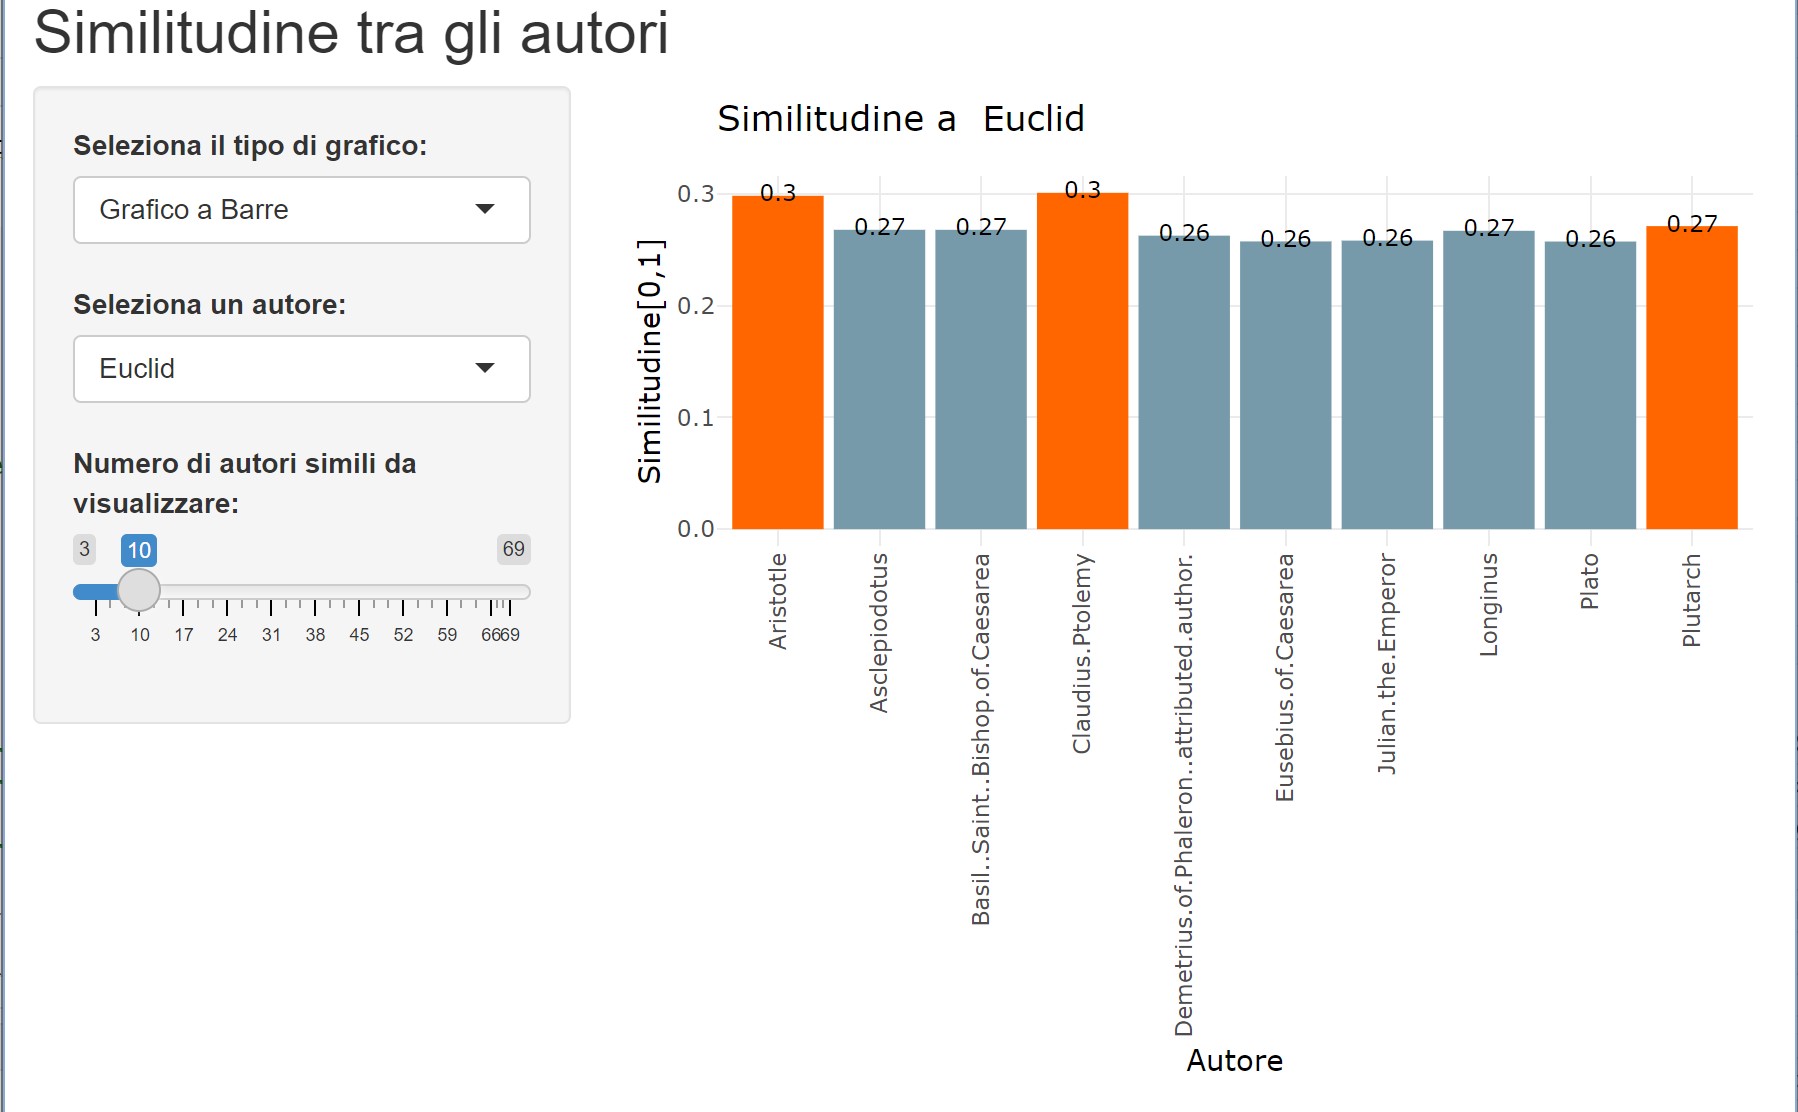 Similitudine tra gli autori
Seleziona il tipo di grafico:
Grafico a Barre
Seleziona un autore:
Euclid
Numero di autori simili da
visualizzare:
3 10 69
3 10 17 24 31 38 45 52 59 66 69
Similitudine a Euclid
Similitudine[0,1]
0.3
0.2
0.1
0.0
0.3 0.27 0.27 0.3 0.26 0.26 0.26 0.27 0.26 0.27
Aristotle
Asclepiodotus
Basil..Saint..Bishop.of.Caesarea
Claudius.Ptolemy
Demetrius.of.Phaleron..attributed.author.
Eusebius.of.Caesarea
Julian.the.Emperor
Longinus
Plato
Plutarch
Autore